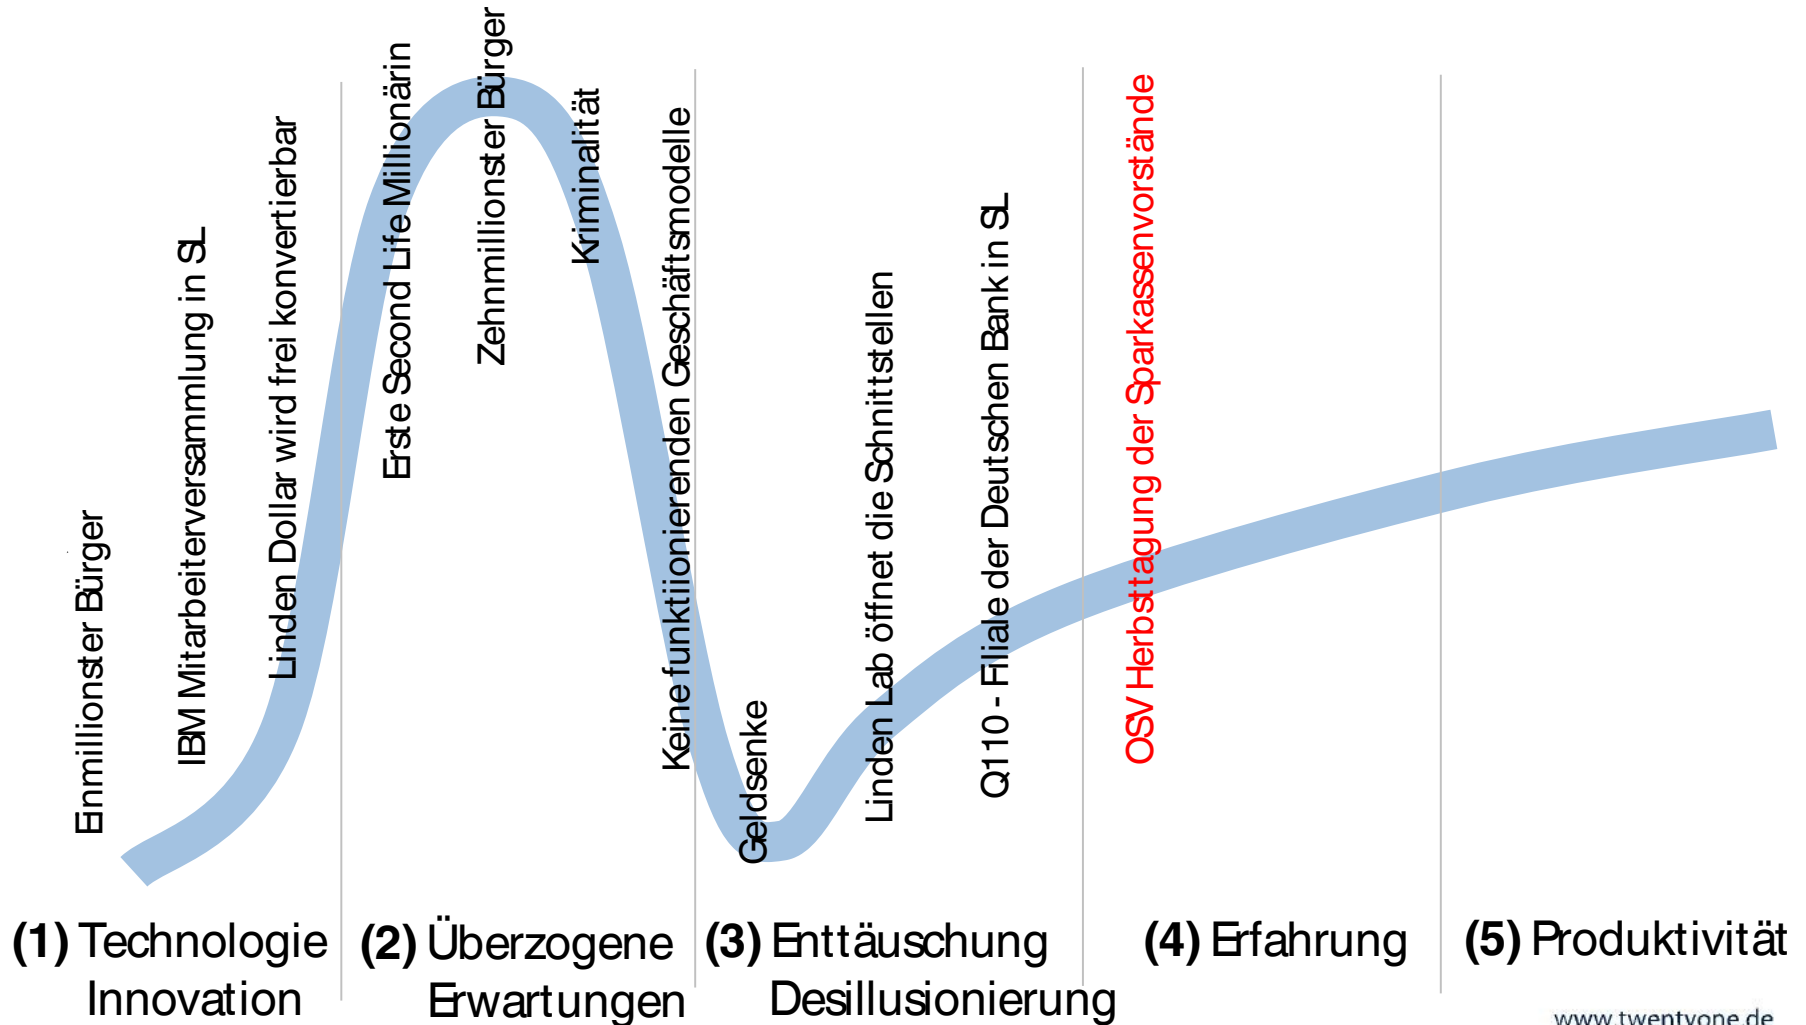 Einmillionster Bürger
IBM Mitarbeiterversammlung in SL
Linden Dollar wird frei konvertierbar
Erste Second Life Millionärin
Zehnmillionster Bürger
Kriminalität
Keine funktiionierenden Geschäftsmodelle
Geldsenke
Linden Lab öffnet die Schnittstellen
Q110 - Filiale der Deutschen Bank in SL
OSV Herbsttagung der Sparkassenvorstände
(1) Technologie
Innovation
(2) Überzogene
Erwartungen
(3) Enttäuschung
Desillusionierung
(4) Erfahrung
(5) Produktivität
www.twentyone.de